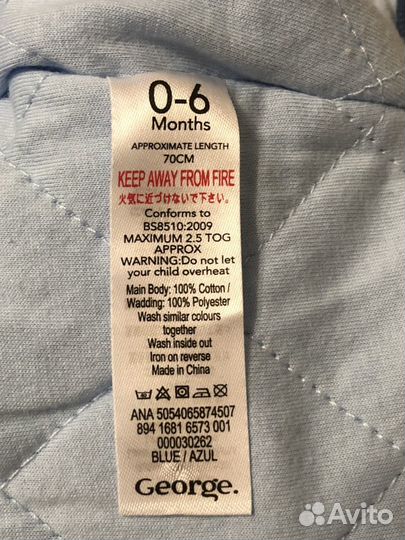 0-6
Months
APPROXIMATE LENGTH
70CM
KEEP AWAY FROM FIRE
火気に近づけないで下さい。
Conforms to
BS8510:2009
MAXIMUM 2.5 TOG
APPROX
WARNING:Do not let
your child overheat
Main Body: 100% Cotton /
Wadding: 100% Polyester
Wash similar colours
together
Wash inside out
Iron on reverse
Made in China
ANA 5054065874507
894 1681 6573 001
000030262
BLUE / AZUL
George.
Avito